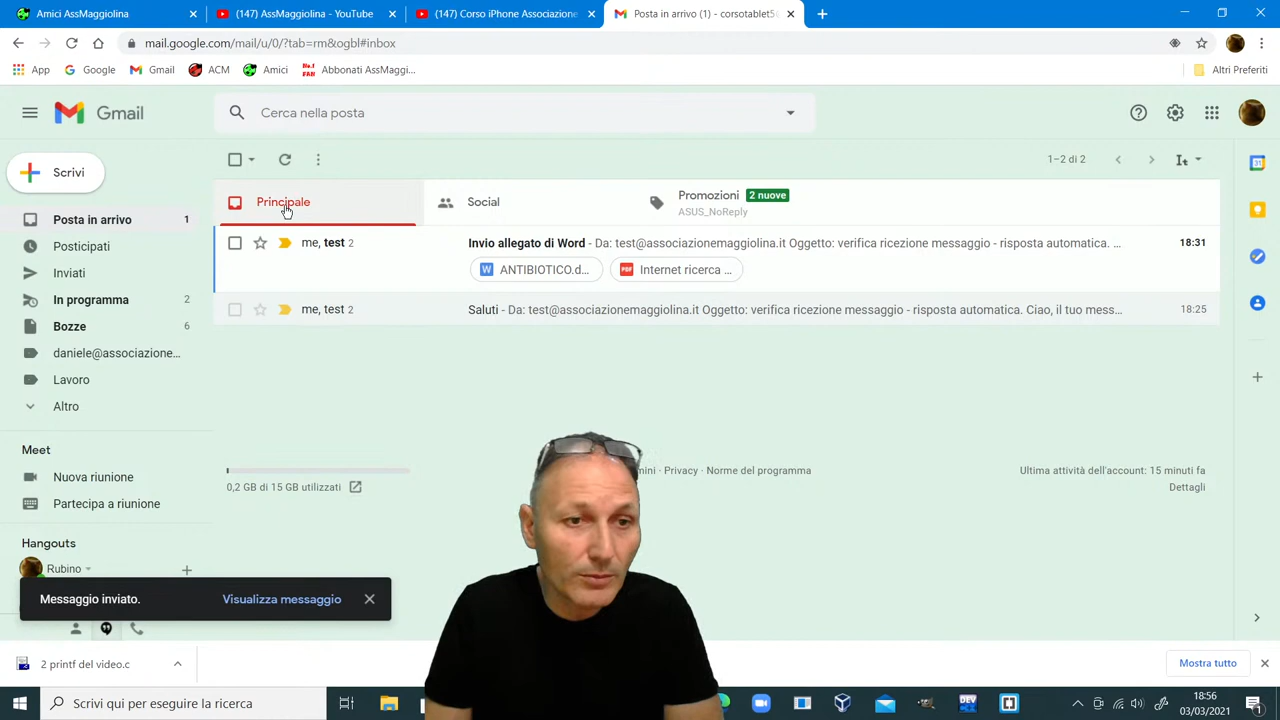 Amici AssMaggiolina
(147) AssMaggiolina - YouTube
(147) Corso iPhone Associazione
Posta in arrivo (1) - corsotablet5
mail.google.com/mail/u/0/?tab=rm&ogbl#inbox
App
Google
Gmail
ACM
Amici
Abbonati AssMaggi...
Altri Preferiti
Gmail
Cerca nella posta
Scrivi
1–2 di 2
Principale
Social
Promozioni
2 nuove
ASUS_NoReply
Posta in arrivo 1
Posticipati
Inviati
In programma 2
Bozze 6
daniele@associazione...
Lavoro
Altro
me, test 2
Invio allegato di Word - Da: test@associazionemaggiolina.it Oggetto: verifica ricezione messaggio - risposta automatica. ...
18:31
ANTIBIOTICO.d...
Internet ricerca ...
me, test 2
Saluti - Da: test@associazionemaggiolina.it Oggetto: verifica ricezione messaggio - risposta automatica. Ciao, il tuo mess...
18:25
Meet
Nuova riunione
Partecipa a riunione
Hangouts
Rubino
0,2 GB di 15 GB utilizzati
Privacy · Norme del programma
Ultima attività dell'account: 15 minuti fa
Dettagli
Messaggio inviato.
Visualizza messaggio
2 printf del video.c
Mostra tutto
Scrivi qui per eseguire la ricerca
18:56
03/03/2021